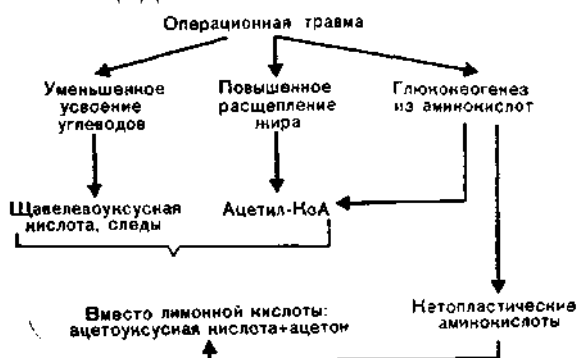 Операционная травма
Уменьшенное
усвоение
углеводов
Повышенное
расщепление
жира
Глюконеогенез
из аминокислот
Щавелевоуксусная
кислота, следы
Ацетил-КоА
Вместо лимонной кислоты:
ацетоуксусная кислота+ацетон
Кетопластические
аминокислоты